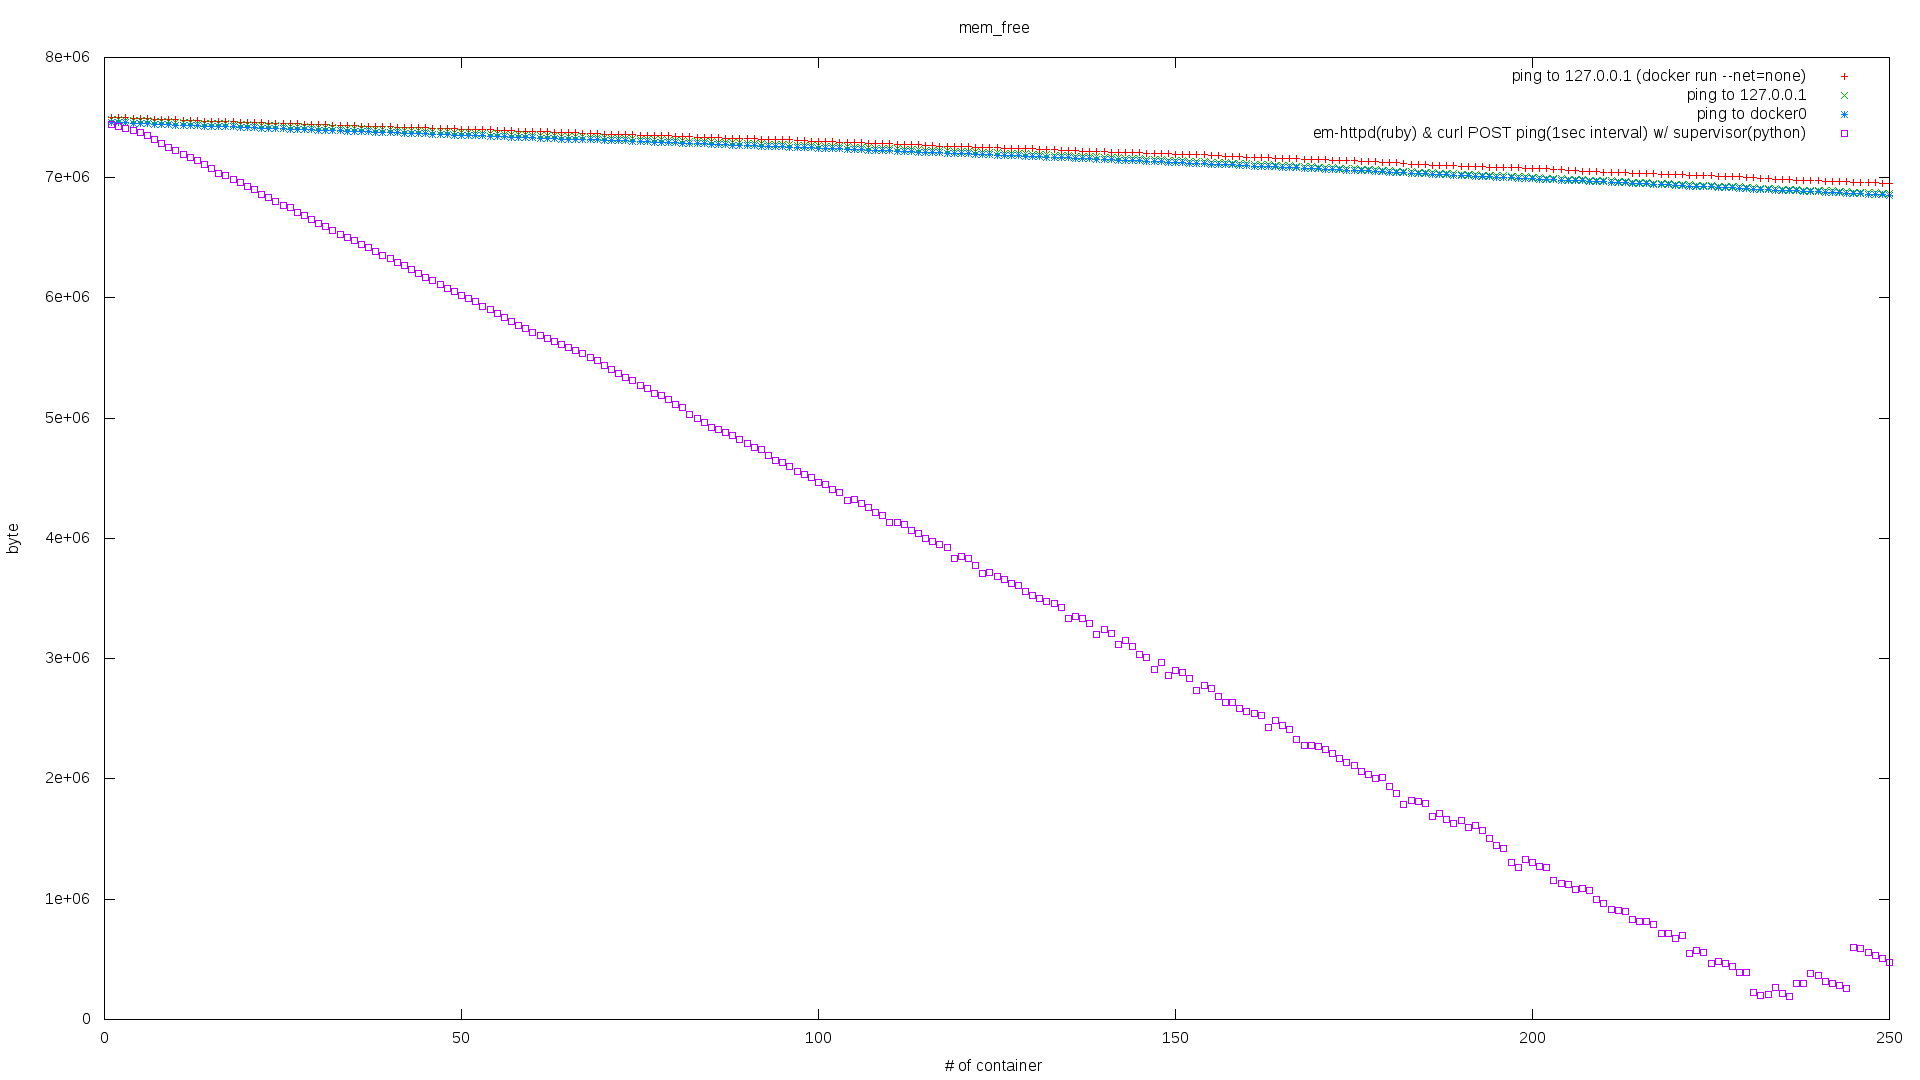 mem_free
8e+06
7e+06
6e+06
5e+06
4e+06
3e+06
2e+06
1e+06
0
byte
ping to 127.0.0.1 (docker run --net=none)
ping to 127.0.0.1
ping to docker0
em-httpd(ruby) & curl POST ping(1sec interval) w/ supervisor(python)
0 50 100 150 200 250
# of container